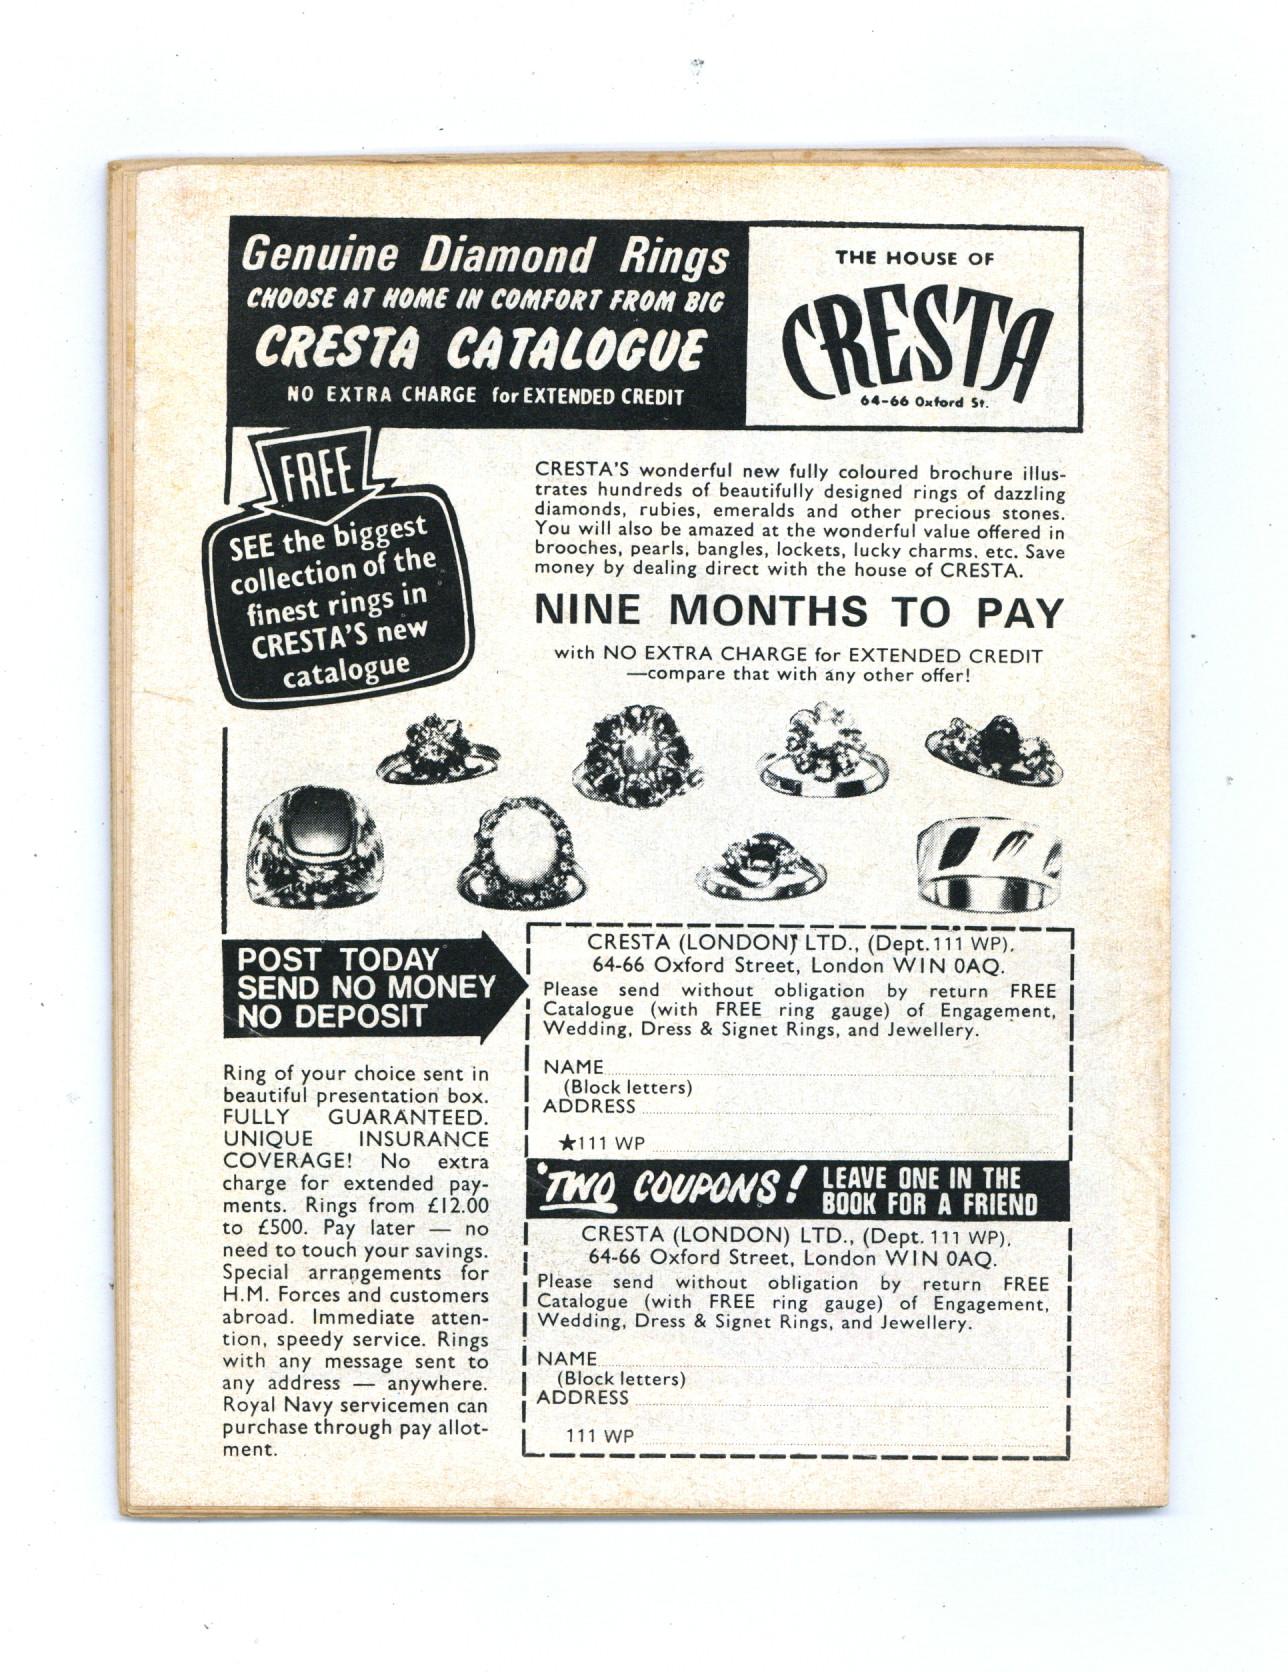 Genuine Diamond Rings
CHOOSE AT HOME IN COMFORT FROM BIG
CRESTA CATALOGUE
NO EXTRA CHARGE for EXTENDED CREDIT
THE HOUSE OF
CRESTA
64-66 Oxford St.
FREE
SEE the biggest
collection of the
finest rings in
CRESTA'S new
catalogue
CRESTA'S wonderful new fully coloured brochure illus-
trates hundreds of beautifully designed rings of dazzling
diamonds, rubies, emeralds and other precious stones.
You will also be amazed at the wonderful value offered in
brooches, pearls, bangles, lockets, lucky charms, etc. Save
money by dealing direct with the house of CRESTA.
NINE MONTHS TO PAY
with NO EXTRA CHARGE for EXTENDED CREDIT
—compare that with any other offer!
POST TODAY
SEND NO MONEY
NO DEPOSIT
Ring of your choice sent in
beautiful presentation box.
FULLY GUARANTEED.
UNIQUE INSURANCE
COVERAGE! No extra
charge for extended pay-
ments. Rings from £12.00
to £500. Pay later — no
need to touch your savings.
Special arrangements for
H.M. Forces and customers
abroad. Immediate atten-
tion, speedy service. Rings
with any message sent to
any address — anywhere.
Royal Navy servicemen can
purchase through pay allot-
ment.
CRESTA (LONDON) LTD., (Dept. 111 WP),
64-66 Oxford Street, London W1N 0AQ.
Please send without obligation by return FREE
Catalogue (with FREE ring gauge) of Engagement,
Wedding, Dress & Signet Rings, and Jewellery.
NAME
(Block letters)
ADDRESS
★111 WP
'TWO COUPONS! LEAVE ONE IN THE
BOOK FOR A FRIEND
CRESTA (LONDON) LTD., (Dept. 111 WP),
64-66 Oxford Street, London W1N 0AQ.
Please send without obligation by return FREE
Catalogue (with FREE ring gauge) of Engagement,
Wedding, Dress & Signet Rings, and Jewellery.
NAME
(Block letters)
ADDRESS
111 WP